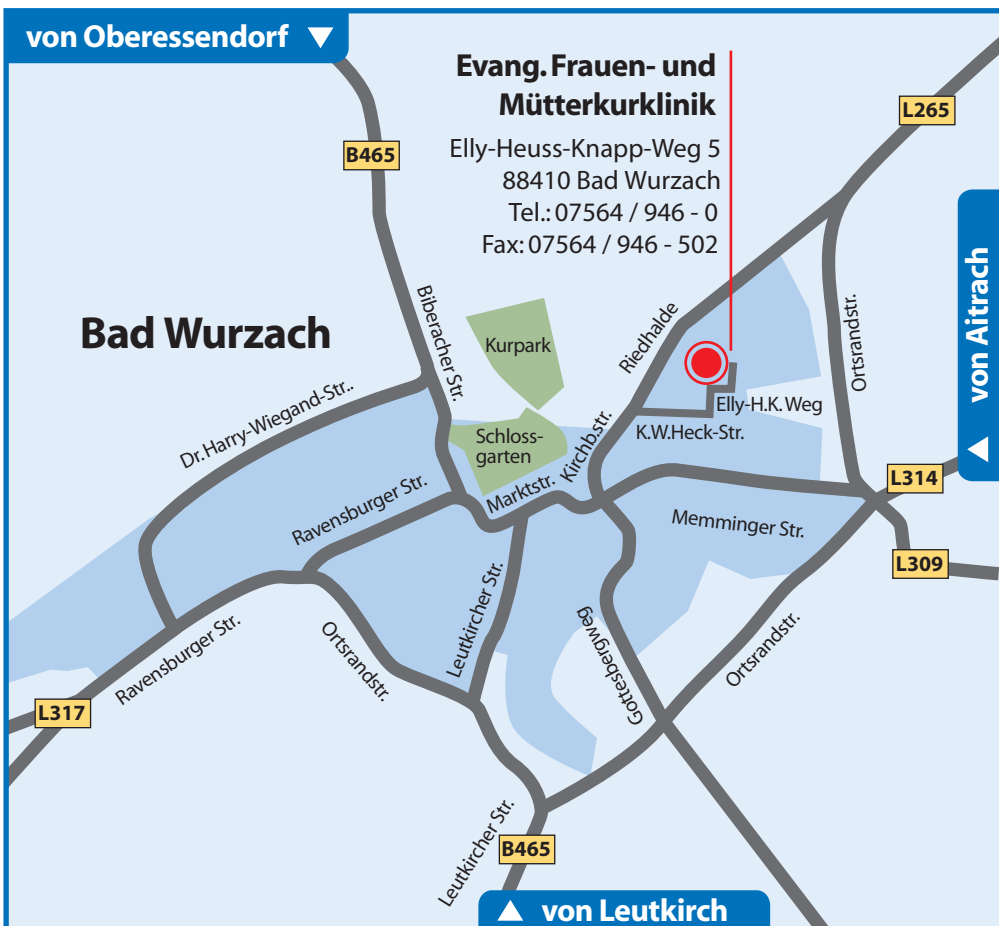 von Oberessendorf
Evang. Frauen- und
Mütterkurklinik
Elly-Heuss-Knapp-Weg 5
88410 Bad Wurzach
Tel.: 07564 / 946 - 0
Fax: 07564 / 946 - 502
L265
B465
von Aitrach
Bad Wurzach
Biberacher Str.
Kurpark
Riedhalde
Ortsrandstr.
Dr. Harry-Wiegand-Str..
Elly-H.K. Weg
K.W.Heck-Str.
Schloss-
garten
Kirchb.str.
Marktstr.
Ravensburger Str.
L314
Memminger Str.
L309
Leutkircher Str.
Ravensburger Str.
Ortsrandstr.
Gottesbergweg
Ortsrandstr.
L317
Leutkircher Str.
B465
von Leutkirch